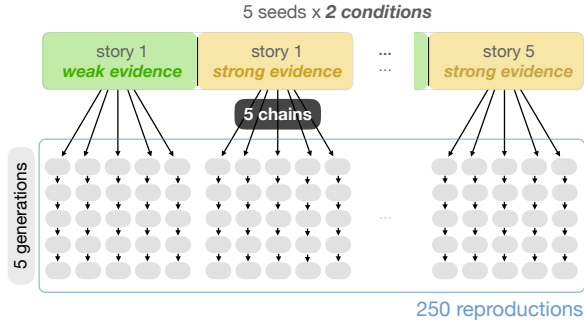 5 seeds x 2 conditions
story 1
weak evidence
story 1
strong evidence
...
...
story 5
strong evidence
5 chains
5 generations
...
250 reproductions